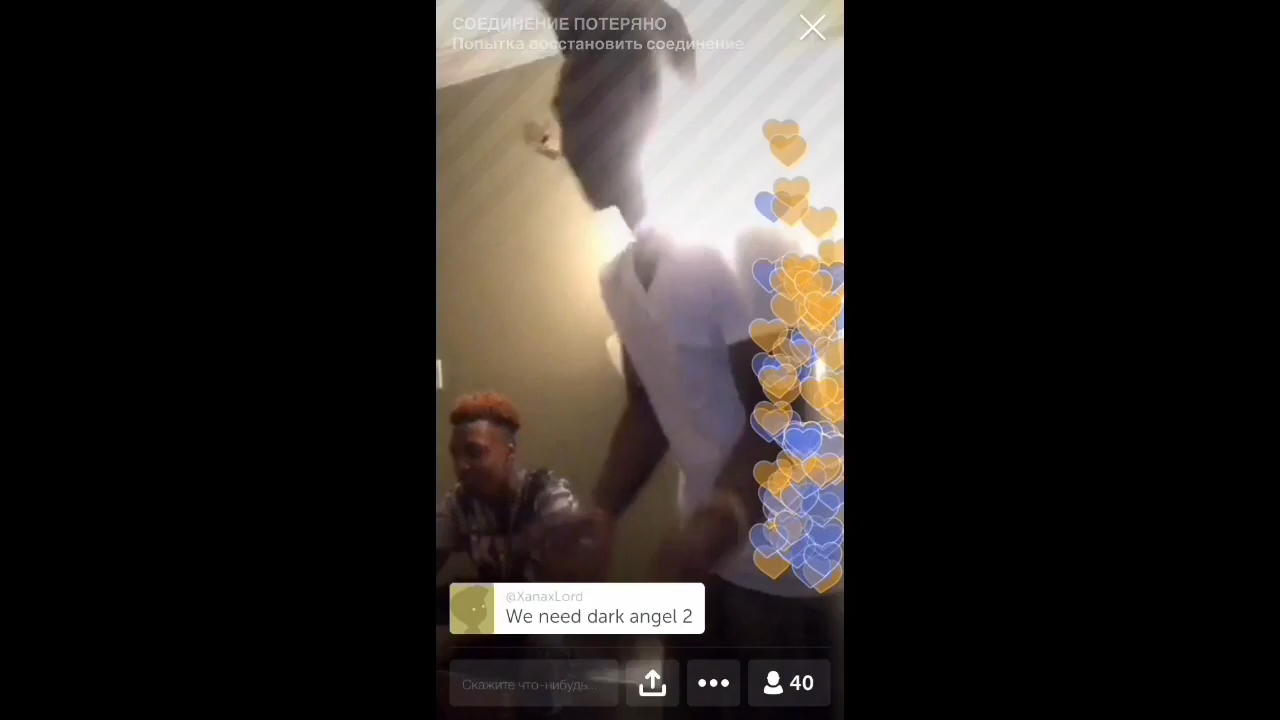 СОЕДИНЕНИЕ ПОТЕРЯНО
Попытка восстановить соединение
@XanaxLord
We need dark angel 2
Скажите что-нибудь...
40